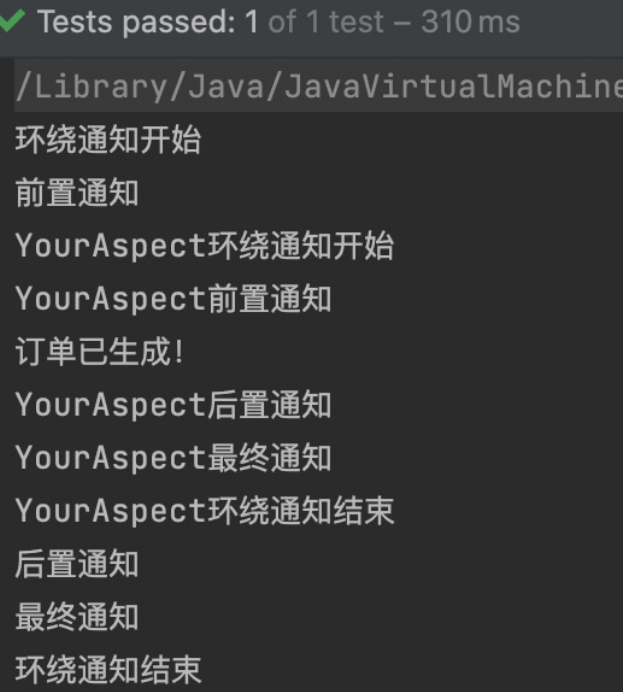 Tests passed: 1 of 1 test – 310 ms
/Library/Java/JavaVirtualMachine
环绕通知开始
前置通知
YourAspect环绕通知开始
YourAspect前置通知
订单已生成!
YourAspect后置通知
YourAspect最终通知
YourAspect环绕通知结束
后置通知
最终通知
环绕通知结束